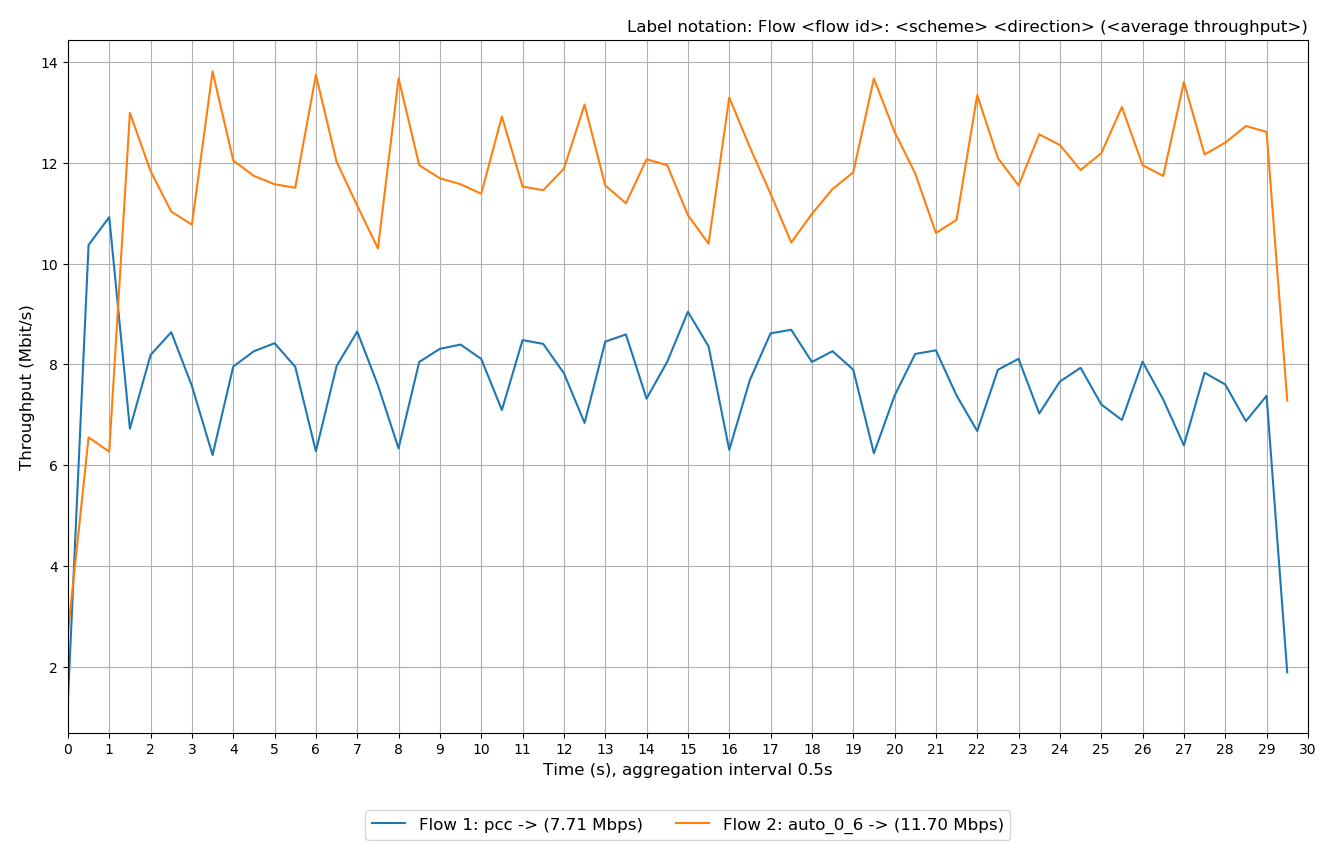 Label notation: Flow <flow id>: <scheme> <direction> (<average throughput>)
14
12
10
8
6
4
2
Throughput (Mbit/s)
0 1 2 3 4 5 6 7 8 9 10 11 12 13 14 15 16 17 18 19 20 21 22 23 24 25 26 27 28 29 30
Time (s), aggregation interval 0.5s
Flow 1: pcc -> (7.71 Mbps) Flow 2: auto_0_6 -> (11.70 Mbps)